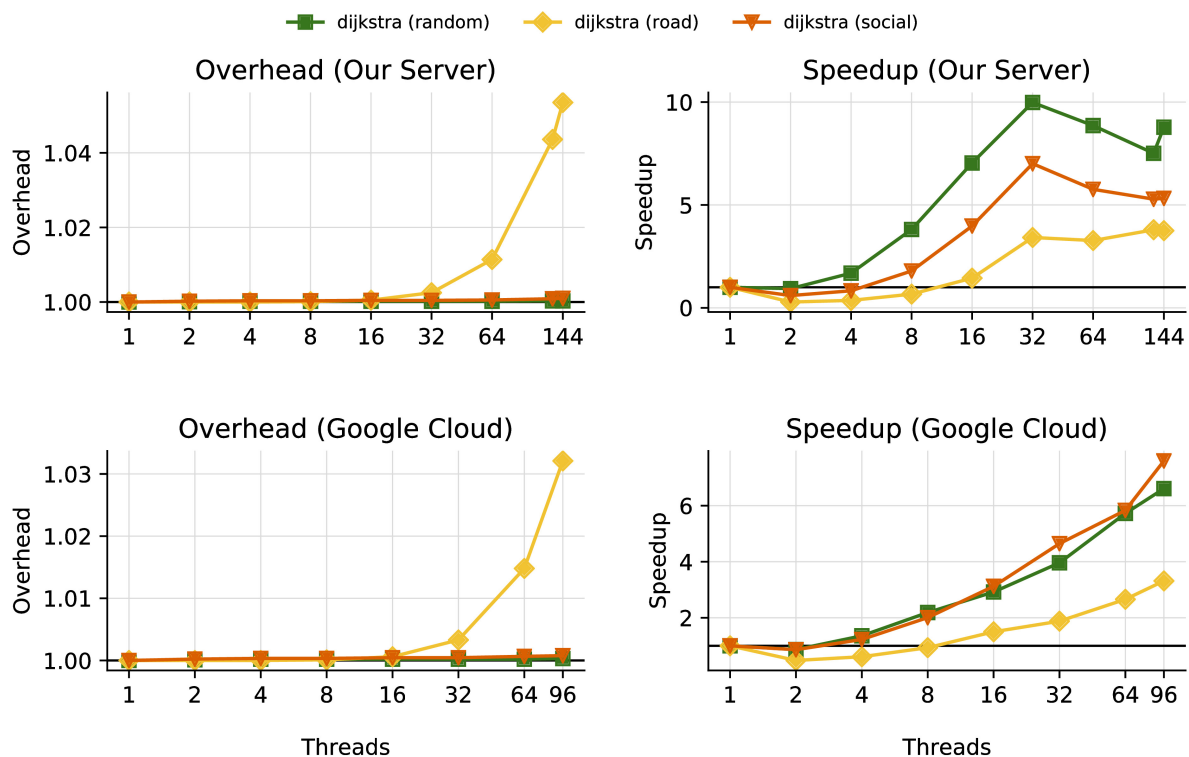 dijkstra (random) dijkstra (road) dijkstra (social)
Overhead (Our Server)
Overhead
1.04
1.02
1.00
1 2 4 8 16 32 64 144
Speedup (Our Server)
Speedup
10
5
0
1 2 4 8 16 32 64 144
Overhead (Google Cloud)
Overhead
1.03
1.02
1.01
1.00
1 2 4 8 16 32 64 96
Threads
Speedup (Google Cloud)
Speedup
6
4
2
1 2 4 8 16 32 64 96
Threads